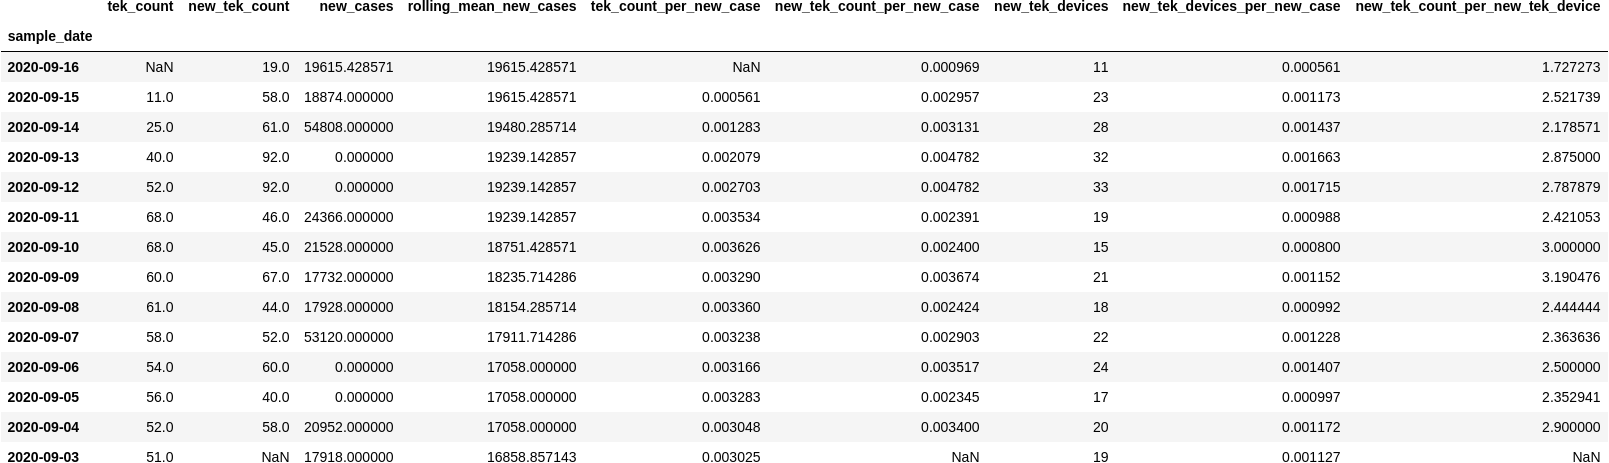 tek_count new_tek_count new_cases rolling_mean_new_cases tek_count_per_new_case new_tek_count_per_new_case new_tek_devices new_tek_devices_per_new_case new_tek_count_per_new_tek_device
sample_date
2020-09-16 NaN 19.0 19615.428571 19615.428571 NaN 0.000969 11 0.000561 1.727273
2020-09-15 11.0 58.0 18874.000000 19615.428571 0.000561 0.002957 23 0.001173 2.521739
2020-09-14 25.0 61.0 54808.000000 19480.285714 0.001283 0.003131 28 0.001437 2.178571
2020-09-13 40.0 92.0 0.000000 19239.142857 0.002079 0.004782 32 0.001663 2.875000
2020-09-12 52.0 92.0 0.000000 19239.142857 0.002703 0.004782 33 0.001715 2.787879
2020-09-11 68.0 46.0 24366.000000 19239.142857 0.003534 0.002391 19 0.000988 2.421053
2020-09-10 68.0 45.0 21528.000000 18751.428571 0.003626 0.002400 15 0.000800 3.000000
2020-09-09 60.0 67.0 17732.000000 18235.714286 0.003290 0.003674 21 0.001152 3.190476
2020-09-08 61.0 44.0 17928.000000 18154.285714 0.003360 0.002424 18 0.000992 2.444444
2020-09-07 58.0 52.0 53120.000000 17911.714286 0.003238 0.002903 22 0.001228 2.363636
2020-09-06 54.0 60.0 0.000000 17058.000000 0.003166 0.003517 24 0.001407 2.500000
2020-09-05 56.0 40.0 0.000000 17058.000000 0.003283 0.002345 17 0.000997 2.352941
2020-09-04 52.0 58.0 20952.000000 17058.000000 0.003048 0.003400 20 0.001172 2.900000
2020-09-03 51.0 NaN 17918.000000 16858.857143 0.003025 NaN 19 0.001127 NaN